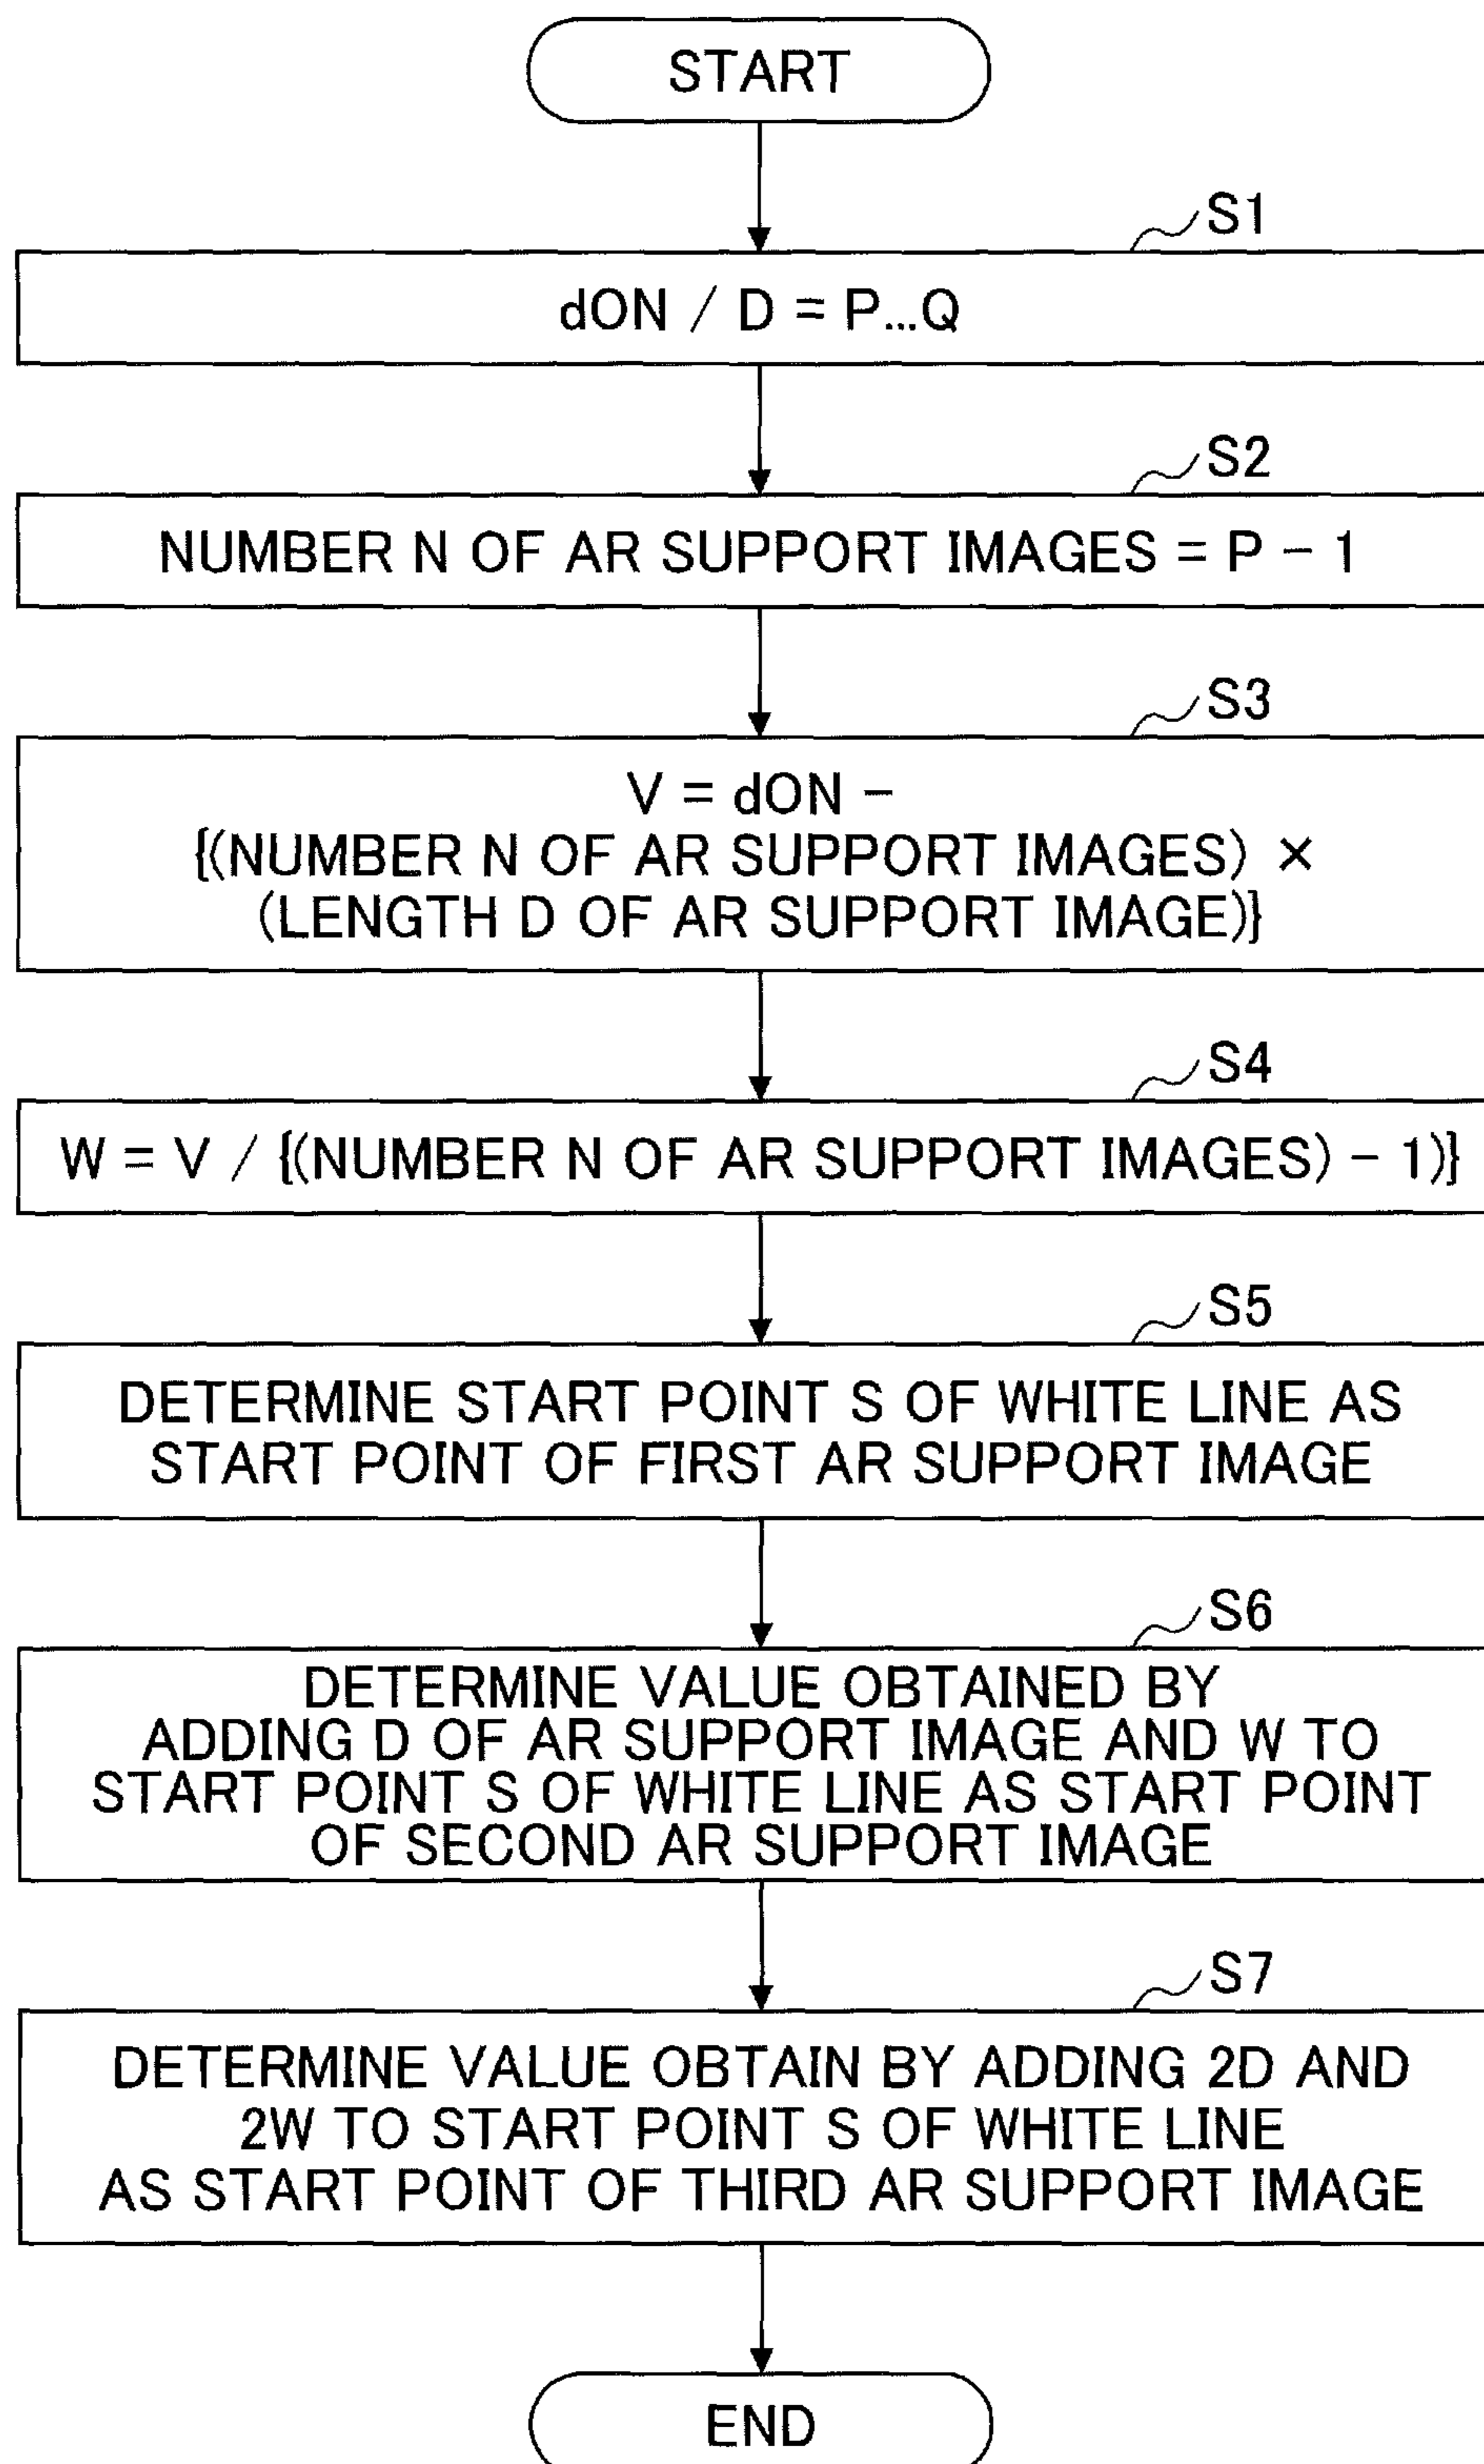 START
S1
dON / D = P...Q
S2
NUMBER N OF AR SUPPORT IMAGES = P − 1
S3
V = dON −
{(NUMBER N OF AR SUPPORT IMAGES) ×
(LENGTH D OF AR SUPPORT IMAGE)}
S4
W = V / {(NUMBER N OF AR SUPPORT IMAGES) − 1)}
S5
DETERMINE START POINT S OF WHITE LINE AS
START POINT OF FIRST AR SUPPORT IMAGE
S6
DETERMINE VALUE OBTAINED BY
ADDING D OF AR SUPPORT IMAGE AND W TO
START POINT S OF WHITE LINE AS START POINT
OF SECOND AR SUPPORT IMAGE
S7
DETERMINE VALUE OBTAIN BY ADDING 2D AND
2W TO START POINT S OF WHITE LINE
AS START POINT OF THIRD AR SUPPORT IMAGE
END